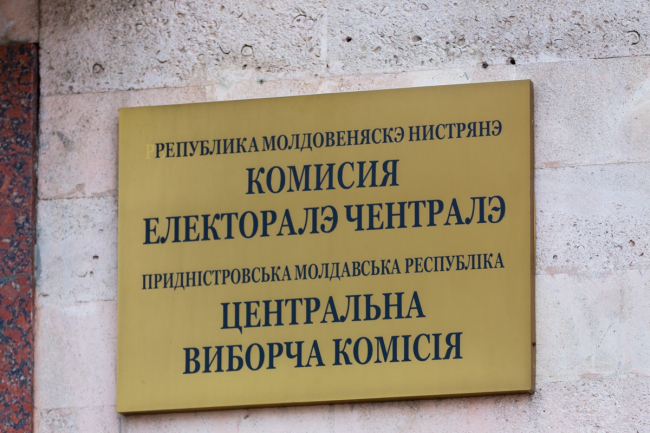 РЕПУБЛИКА МОЛДОВЕНЯСКЭ НИСТРЯНЭ
КОМИСИЯ
ЕЛЕКТОРАЛЭ ЧЕНТРАЛЭ
ПРИДНІСТРОВСЬКА МОЛДАВСЬКА РЕСПУБЛІКА
ЦЕНТРАЛЬНА
ВИБОРЧА КОМІСІЯ